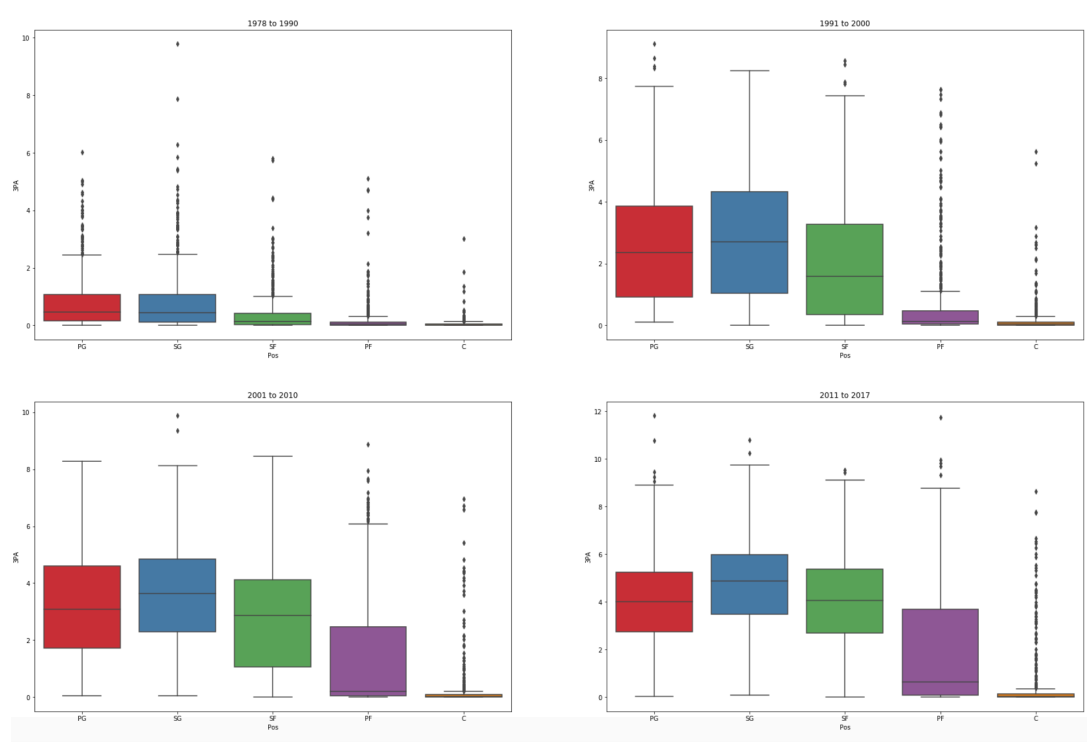 1978 to 1990
10
8
6
4
2
0
3PA
PG SG SF PF C
Pos
1991 to 2000
8
6
4
2
0
3PA
PG SG SF PF C
Pos
2001 to 2010
10
8
6
4
2
0
3PA
PG SG SF PF C
Pos
2011 to 2017
12
10
8
6
4
2
0
3PA
PG SG SF PF C
Pos